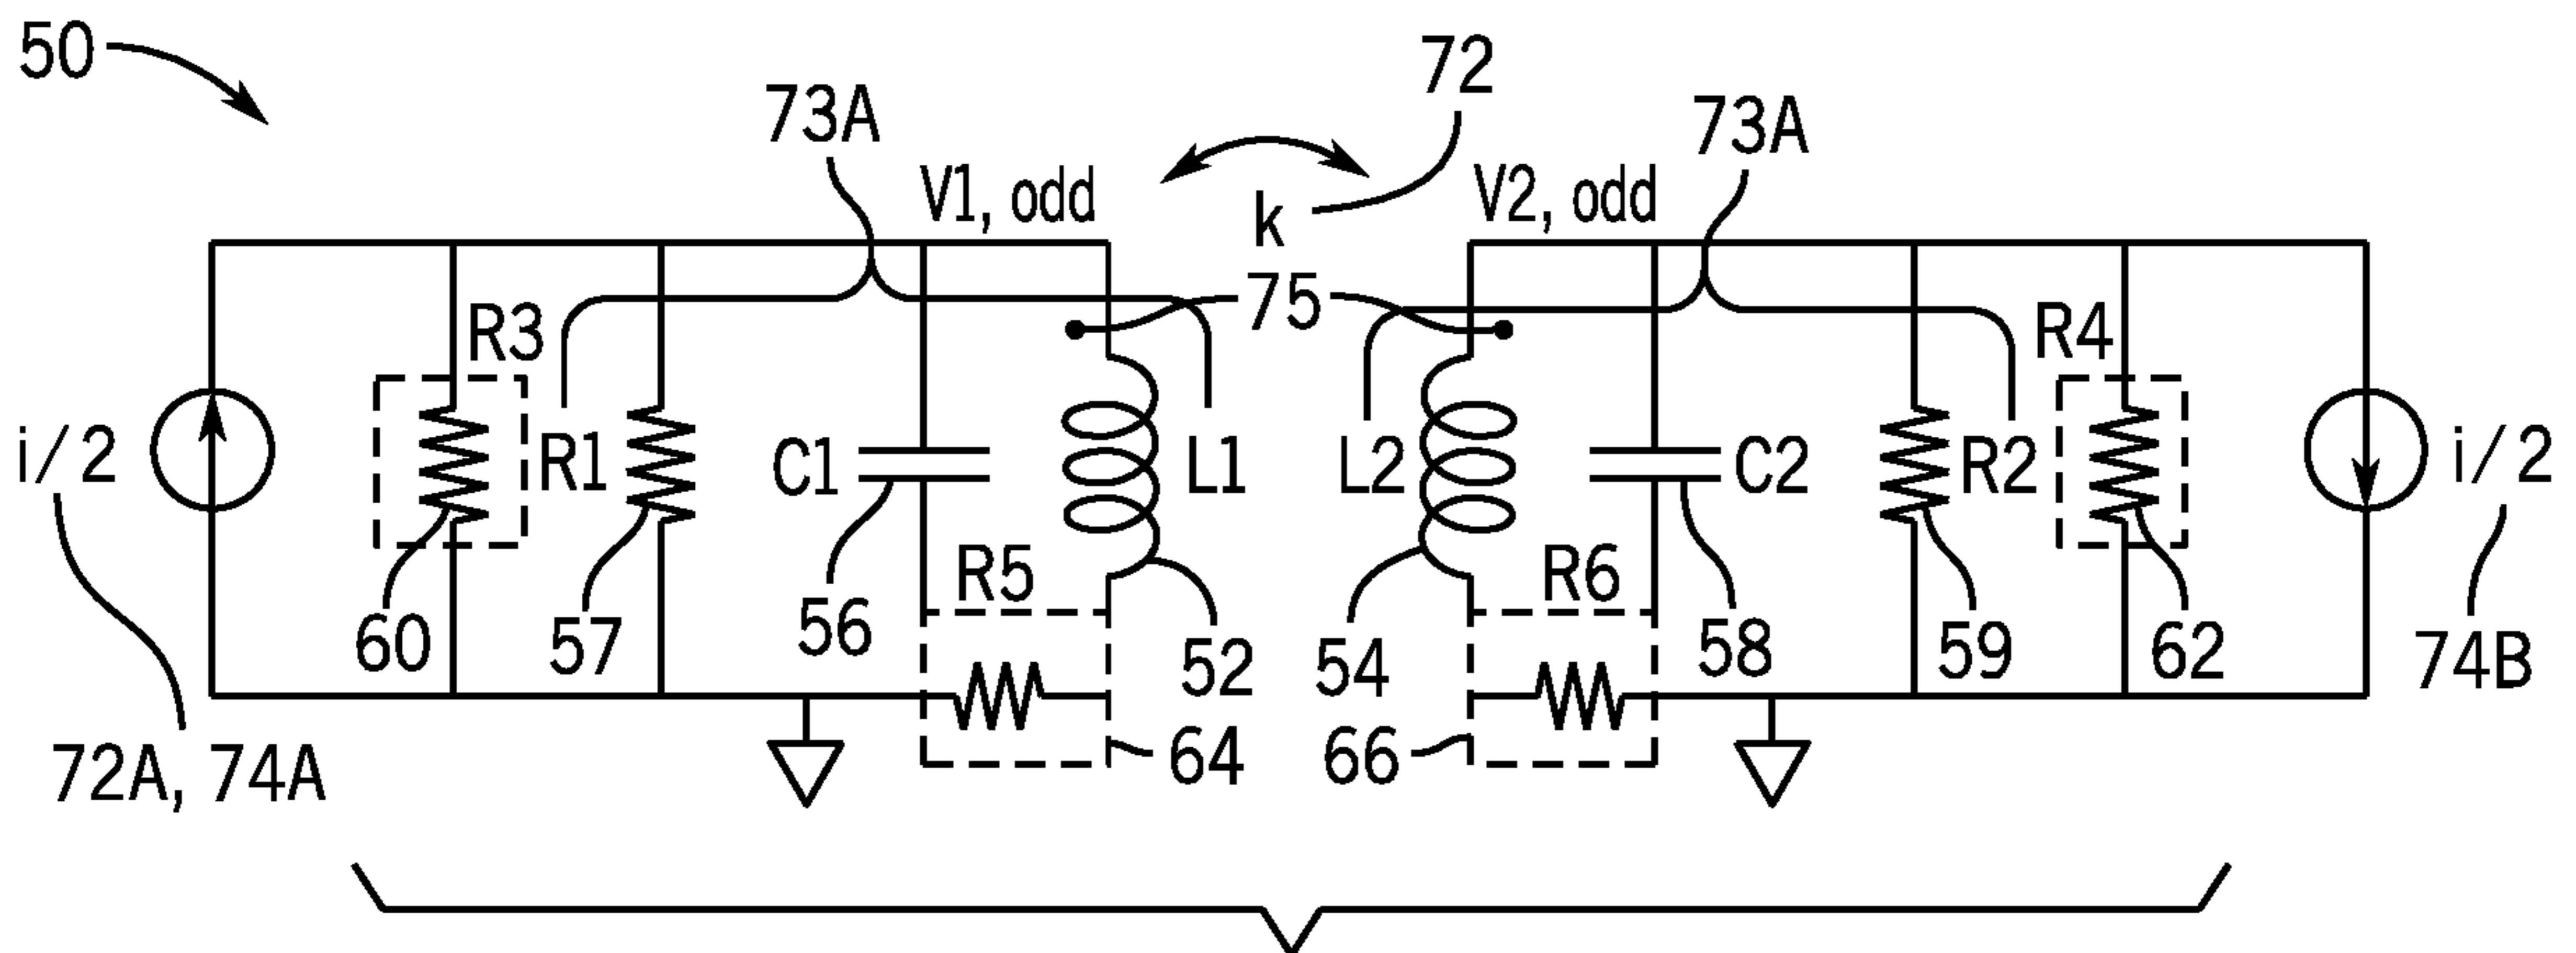 50
72
73A
73A
V1, odd
k
V2, odd
75
R3
R4
i/2
R1
C1
L1
L2
C2
R2
i/2
R5
R6
60
57
56
52
54
58
59
62
74B
72A, 74A
64
66